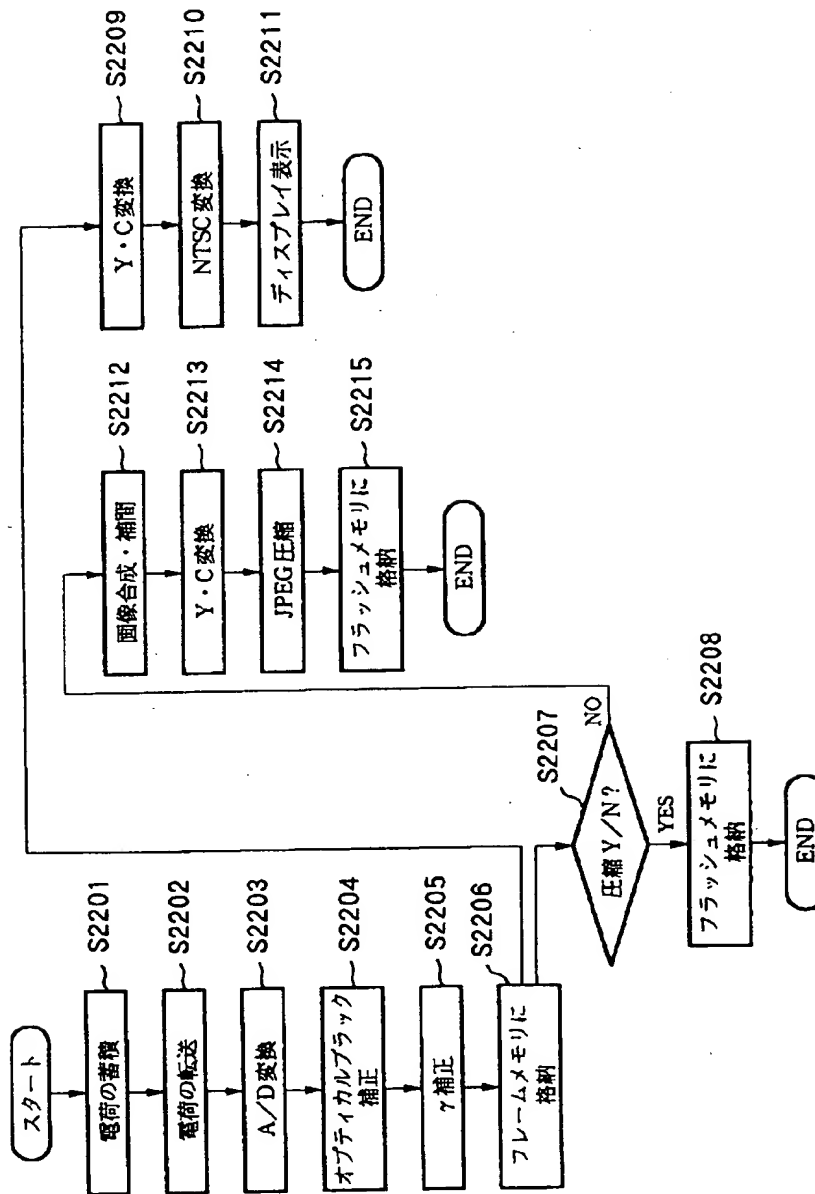 スタート
電荷の蓄積
S2201
電荷の転送
S2202
A/D変換
S2203
オプティカルブラック
補正
S2204
γ補正
S2205
フレームメモリに
格納
S2206
圧縮Y/N?
S2207
NO
YES
フラッシュメモリに
格納
S2208
END
画像合成・補間
S2212
Y・C変換
S2213
JPEG圧縮
S2214
フラッシュメモリに
格納
S2215
END
Y・C変換
S2209
NTSC変換
S2210
ディスプレイ表示
S2211
END